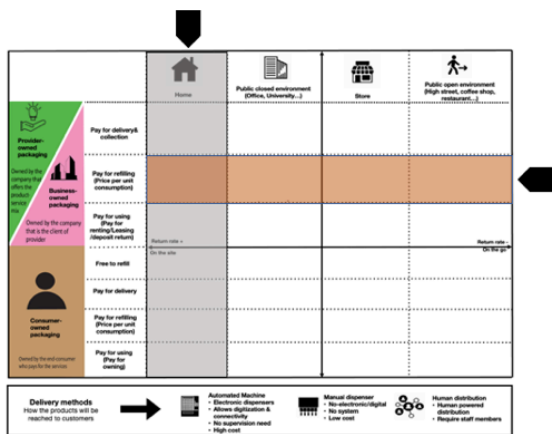 Home
Public closed environment
(Office, University...)
Store
Public open environment
(High street, coffee shop,
restaurant...)
Provider-
owned
packaging
Owned by the
company that
offers the
product-
service
mix
Business-
owned
packaging
Owned by the company
that is the client of
provider
Pay for delivery&
collection
Pay for refilling
(Price per unit
consumption)
Pay for using
(Pay for
renting/Leasing
/deposit return)
Return rate +
On the site
Return rate -
On the go
Consumer-
owned
packaging
Owned by the end consumer
who pay for the service
Free to refill
Pay for delivery
Pay for refilling
(Price per unit
consumption)
Pay for using
(Pay for
owning)
Delivery methods
How the products will be
reached to customers
Automated Machine
• Electronic dispensers
• Allows digitization &
connectivity
• No supervision need
• High cost
Manual dispenser
• No-electronic/digital
• No system
• Low cost
Human distribution
• Human powered
distribution
• Require staff members